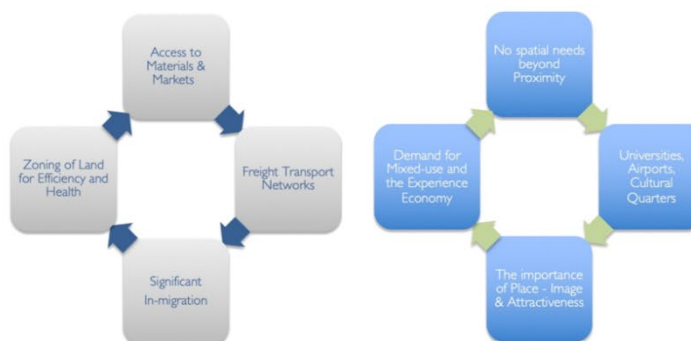 Access to
Materials &
Markets
Freight Transport
Networks
Significant
In-migration
Zoning of Land
for Efficiency and
Health
No spatial needs
beyond
Proximity
Universities,
Airports,
Cultural
Quarters
The importance
of Place - Image
& Attractiveness
Demand for
Mixed-use and
the Experience
Economy